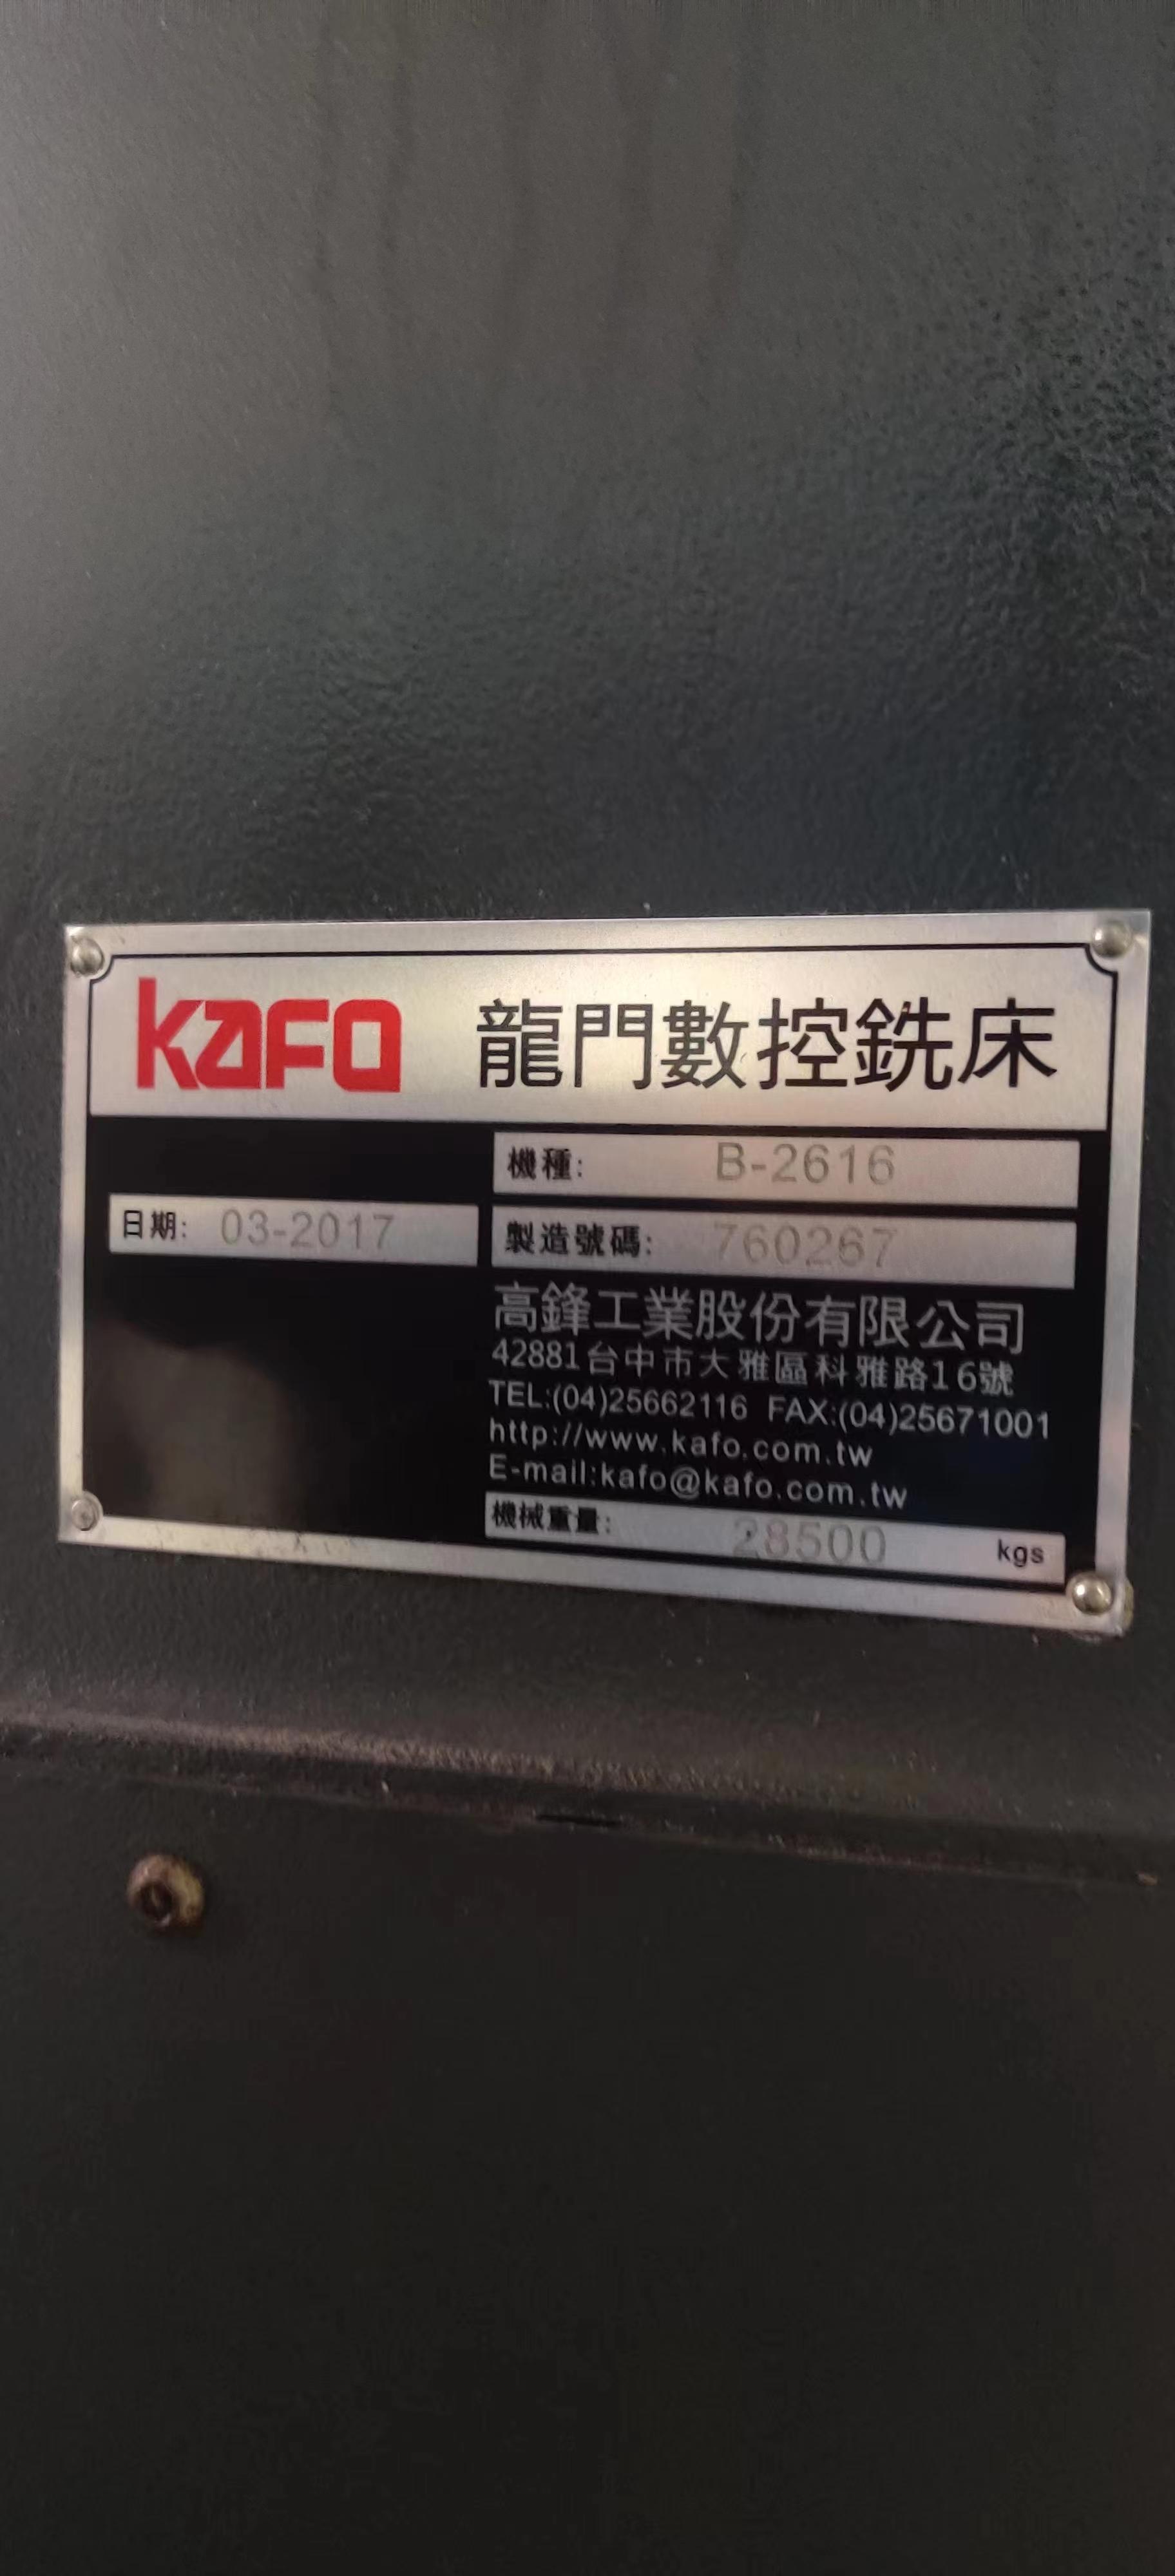 kafo 龍門數控銑床
機種: B-2616
日期: 03-2017
製造號碼: 760267
高鋒工業股份有限公司
42881台中市大雅區科雅路16號
TEL:(04)25662116 FAX:(04)25671001
http://www.kafo.com.tw
E-mail:kafo@kafo.com.tw
機械重量: 28500 kgs